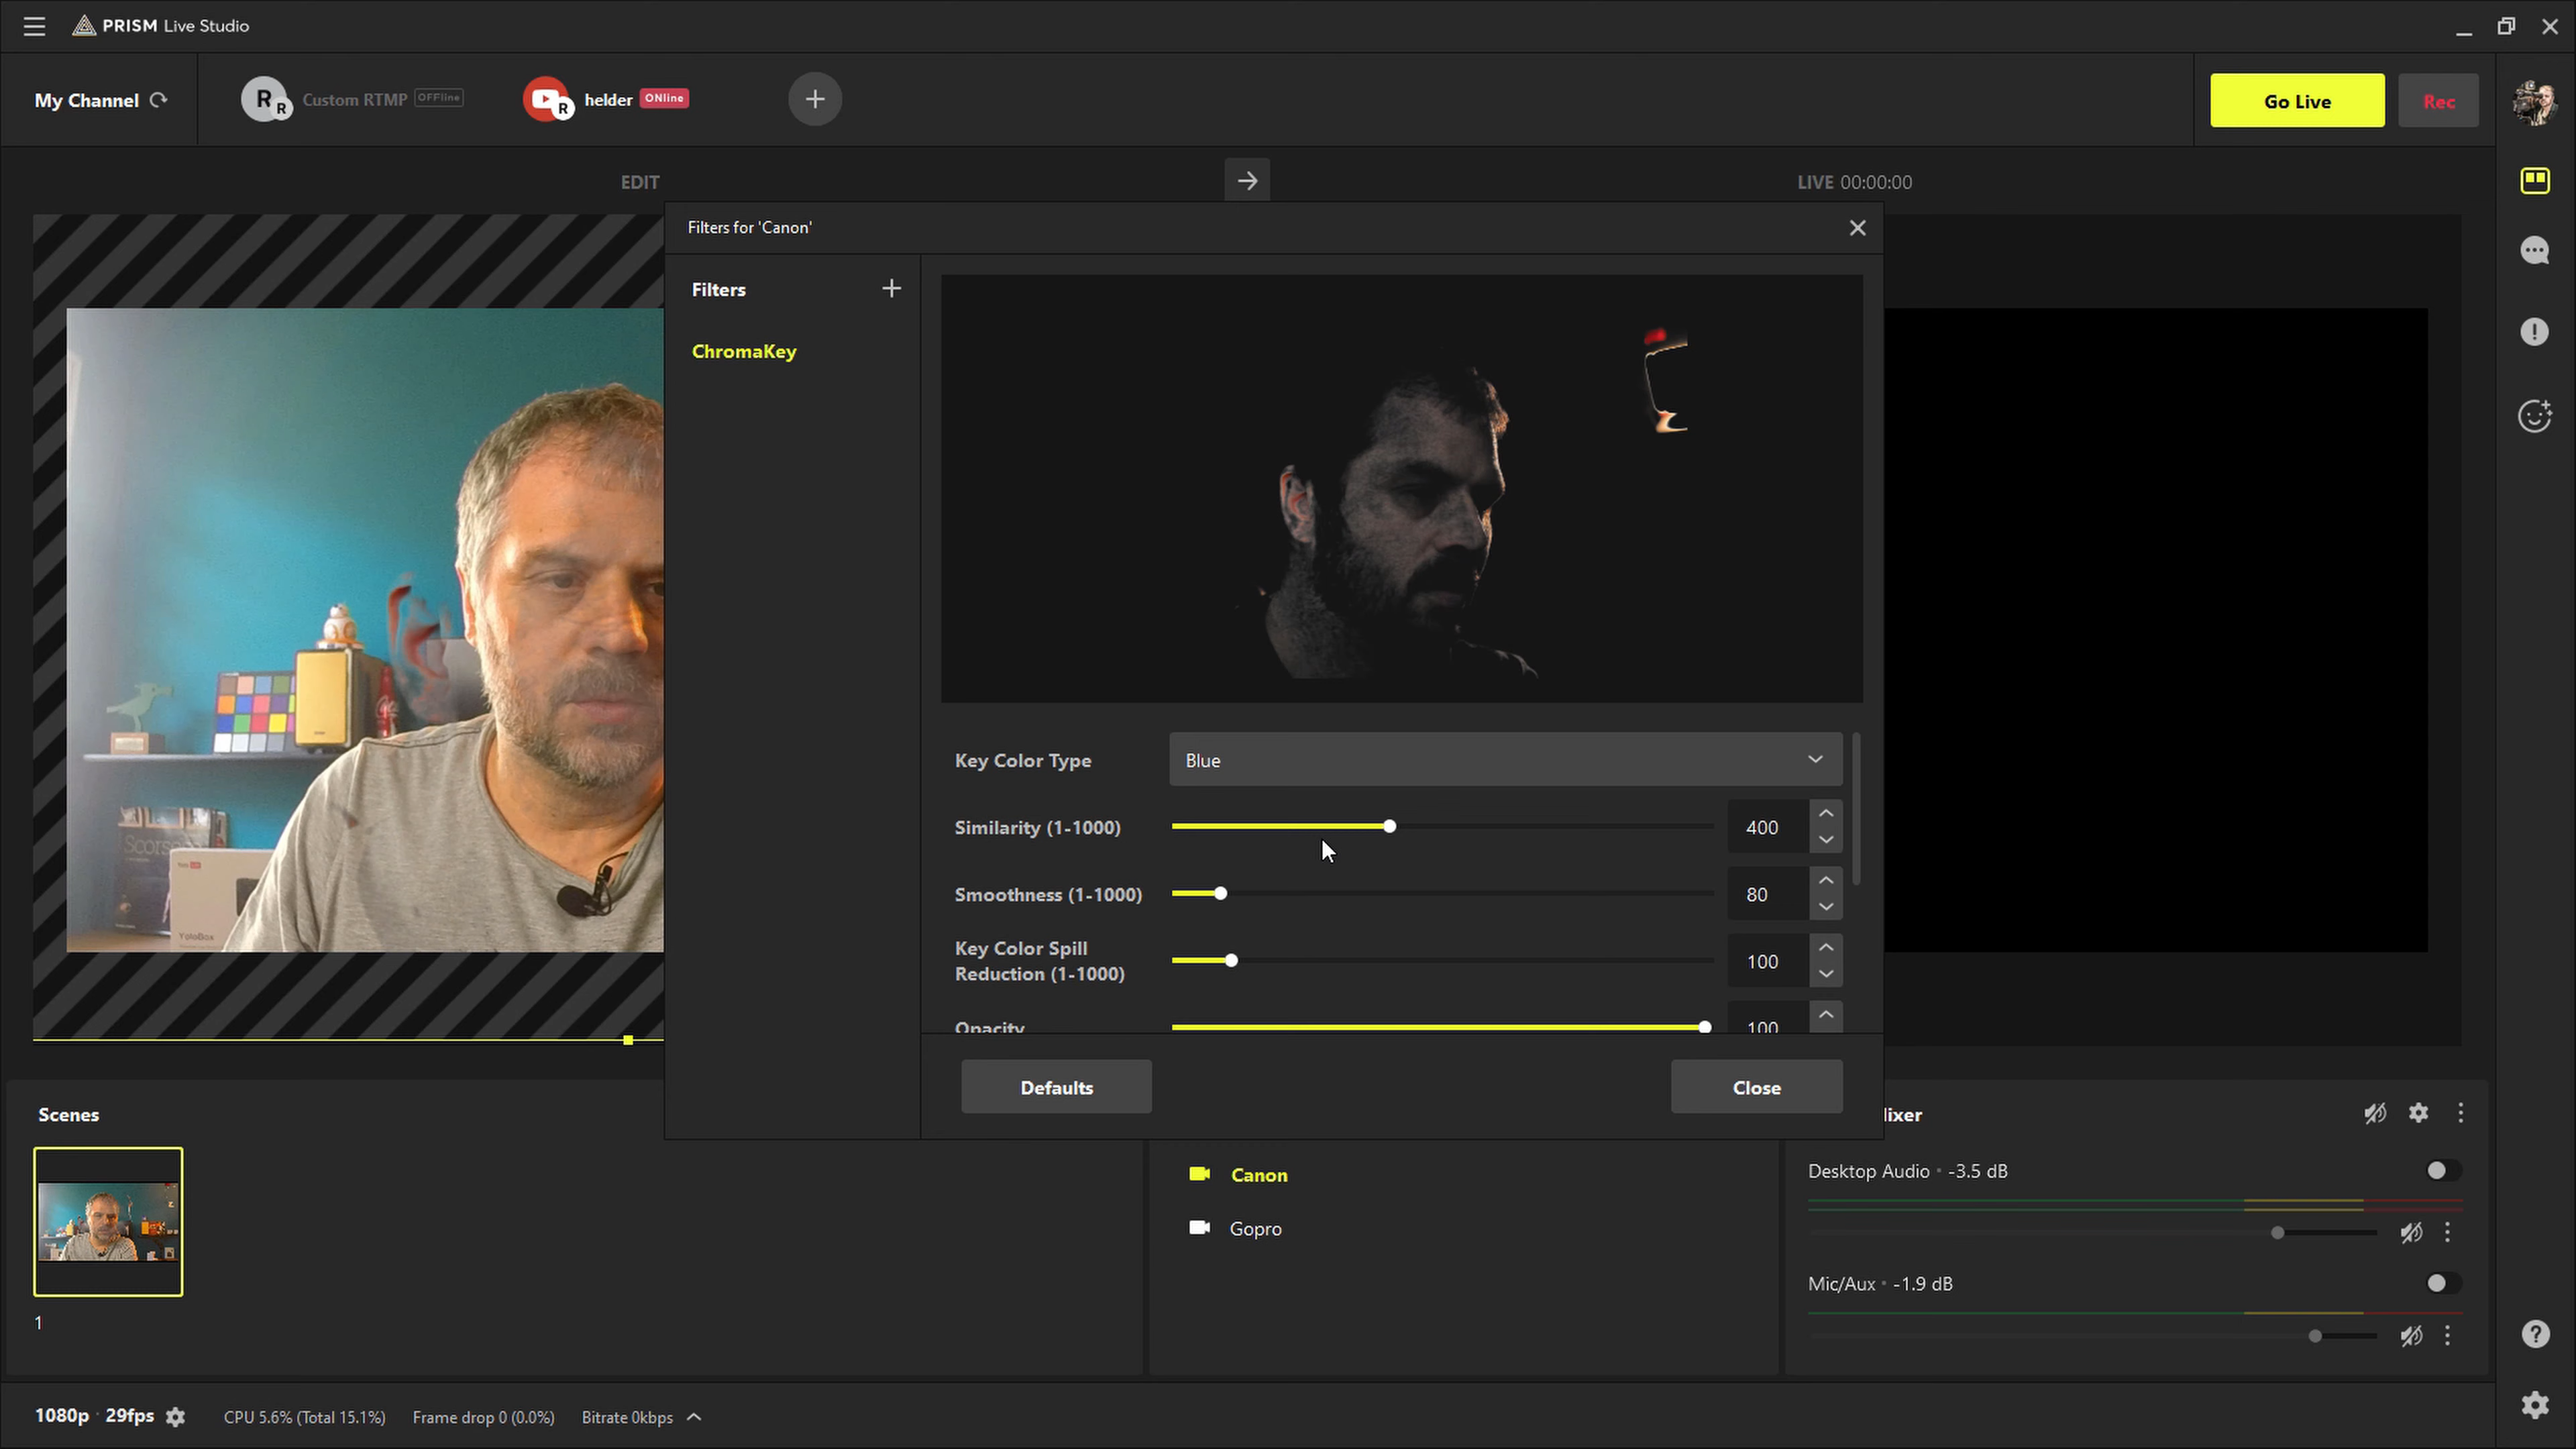 PRISM Live Studio
My Channel
R R Custom RTMP OFFline
R helder ONline
Go Live
Rec
EDIT
LIVE 00:00:00
Filters for 'Canon'
Filters
ChromaKey
Key Color Type
Blue
Similarity (1-1000)
400
Smoothness (1-1000)
80
Key Color Spill
Reduction (1-1000)
100
Opacity
100
Defaults
Close
YoloBox
Scenes
1
Canon
Gopro
ixer
Desktop Audio • -3.5 dB
Mic/Aux • -1.9 dB
1080p · 29fps
CPU 5.6% (Total 15.1%)
Frame drop 0 (0.0%)
Bitrate 0kbps